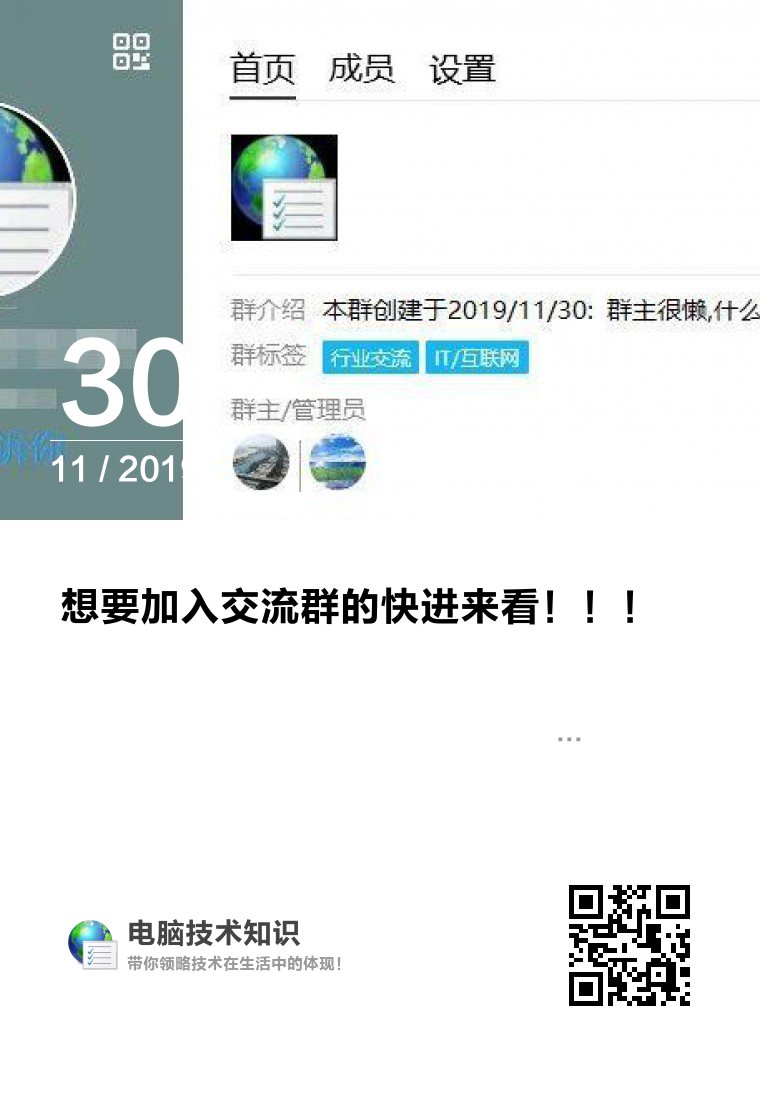 首页 成员 设置
群介绍 本群创建于2019/11/30: 群主很懒,什么
群标签 行业交流 IT/互联网
群主/管理员
30
诉你
11 / 2019
想要加入交流群的快进来看！！！
...
电脑技术知识
带你领略技术在生活中的体现！